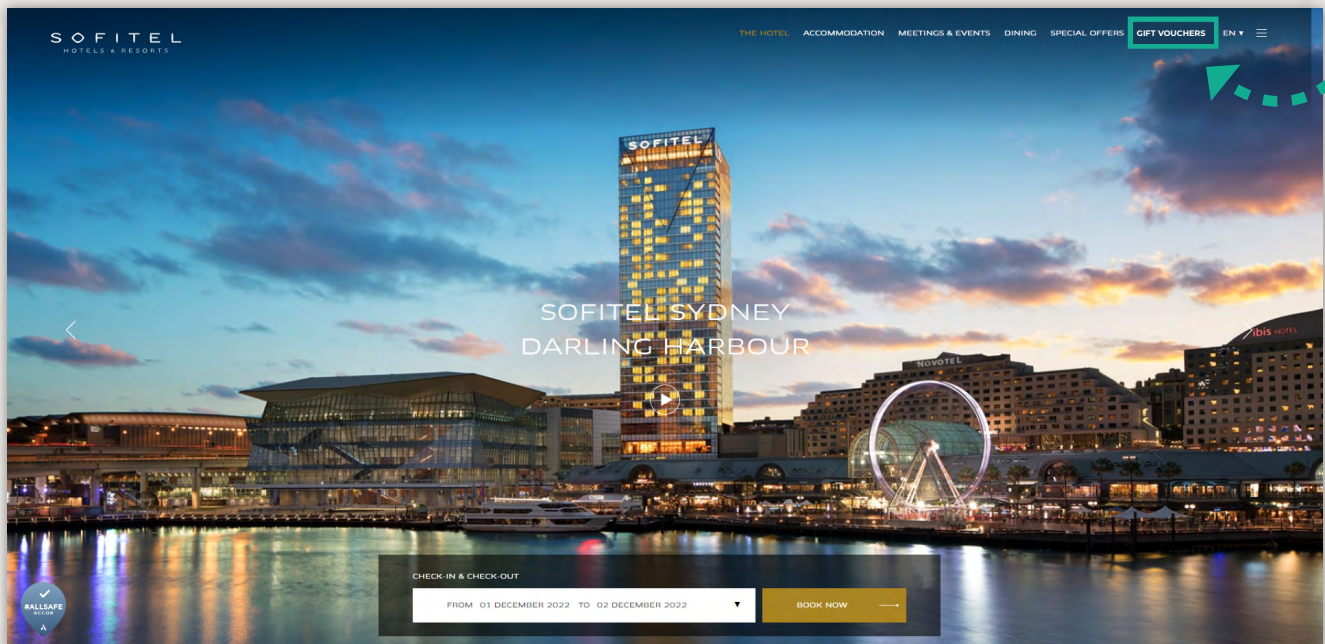 SOFITEL
HOTELS & RESORTS
THE HOTEL ACCOMMODATION MEETINGS & EVENTS DINING SPECIAL OFFERS GIFT VOUCHERS EN
SOFITEL
SOFITEL SYDNEY
DARLING HARBOUR
ibis HOTEL
NOVOTEL
CHECK-IN & CHECK-OUT
FROM 01 DECEMBER 2022 TO 02 DECEMBER 2022
BOOK NOW
#ALLSAFE
ACCOR